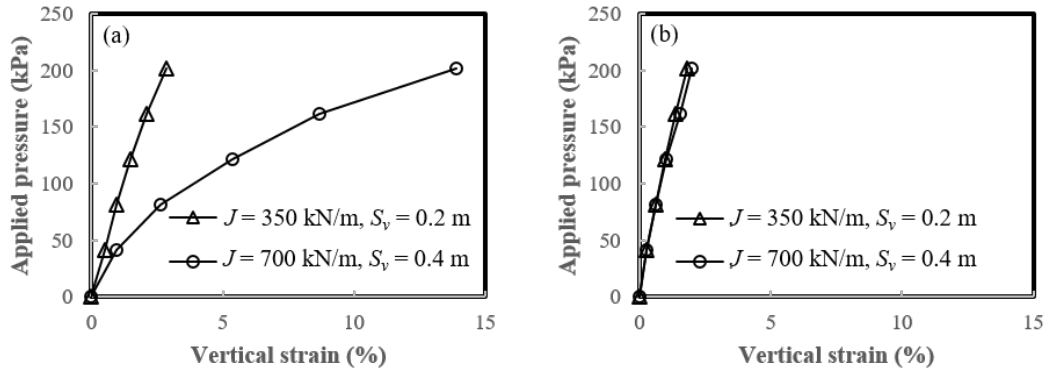 250
(a)
200
150
100
50
0
Applied pressure (kPa)
J = 350 kN/m, Sv = 0.2 m
J = 700 kN/m, Sv = 0.4 m
0 5 10 15
Vertical strain (%)
250
(b)
200
150
100
50
0
Applied pressure (kPa)
J = 350 kN/m, Sv = 0.2 m
J = 700 kN/m, Sv = 0.4 m
0 5 10 15
Vertical strain (%)